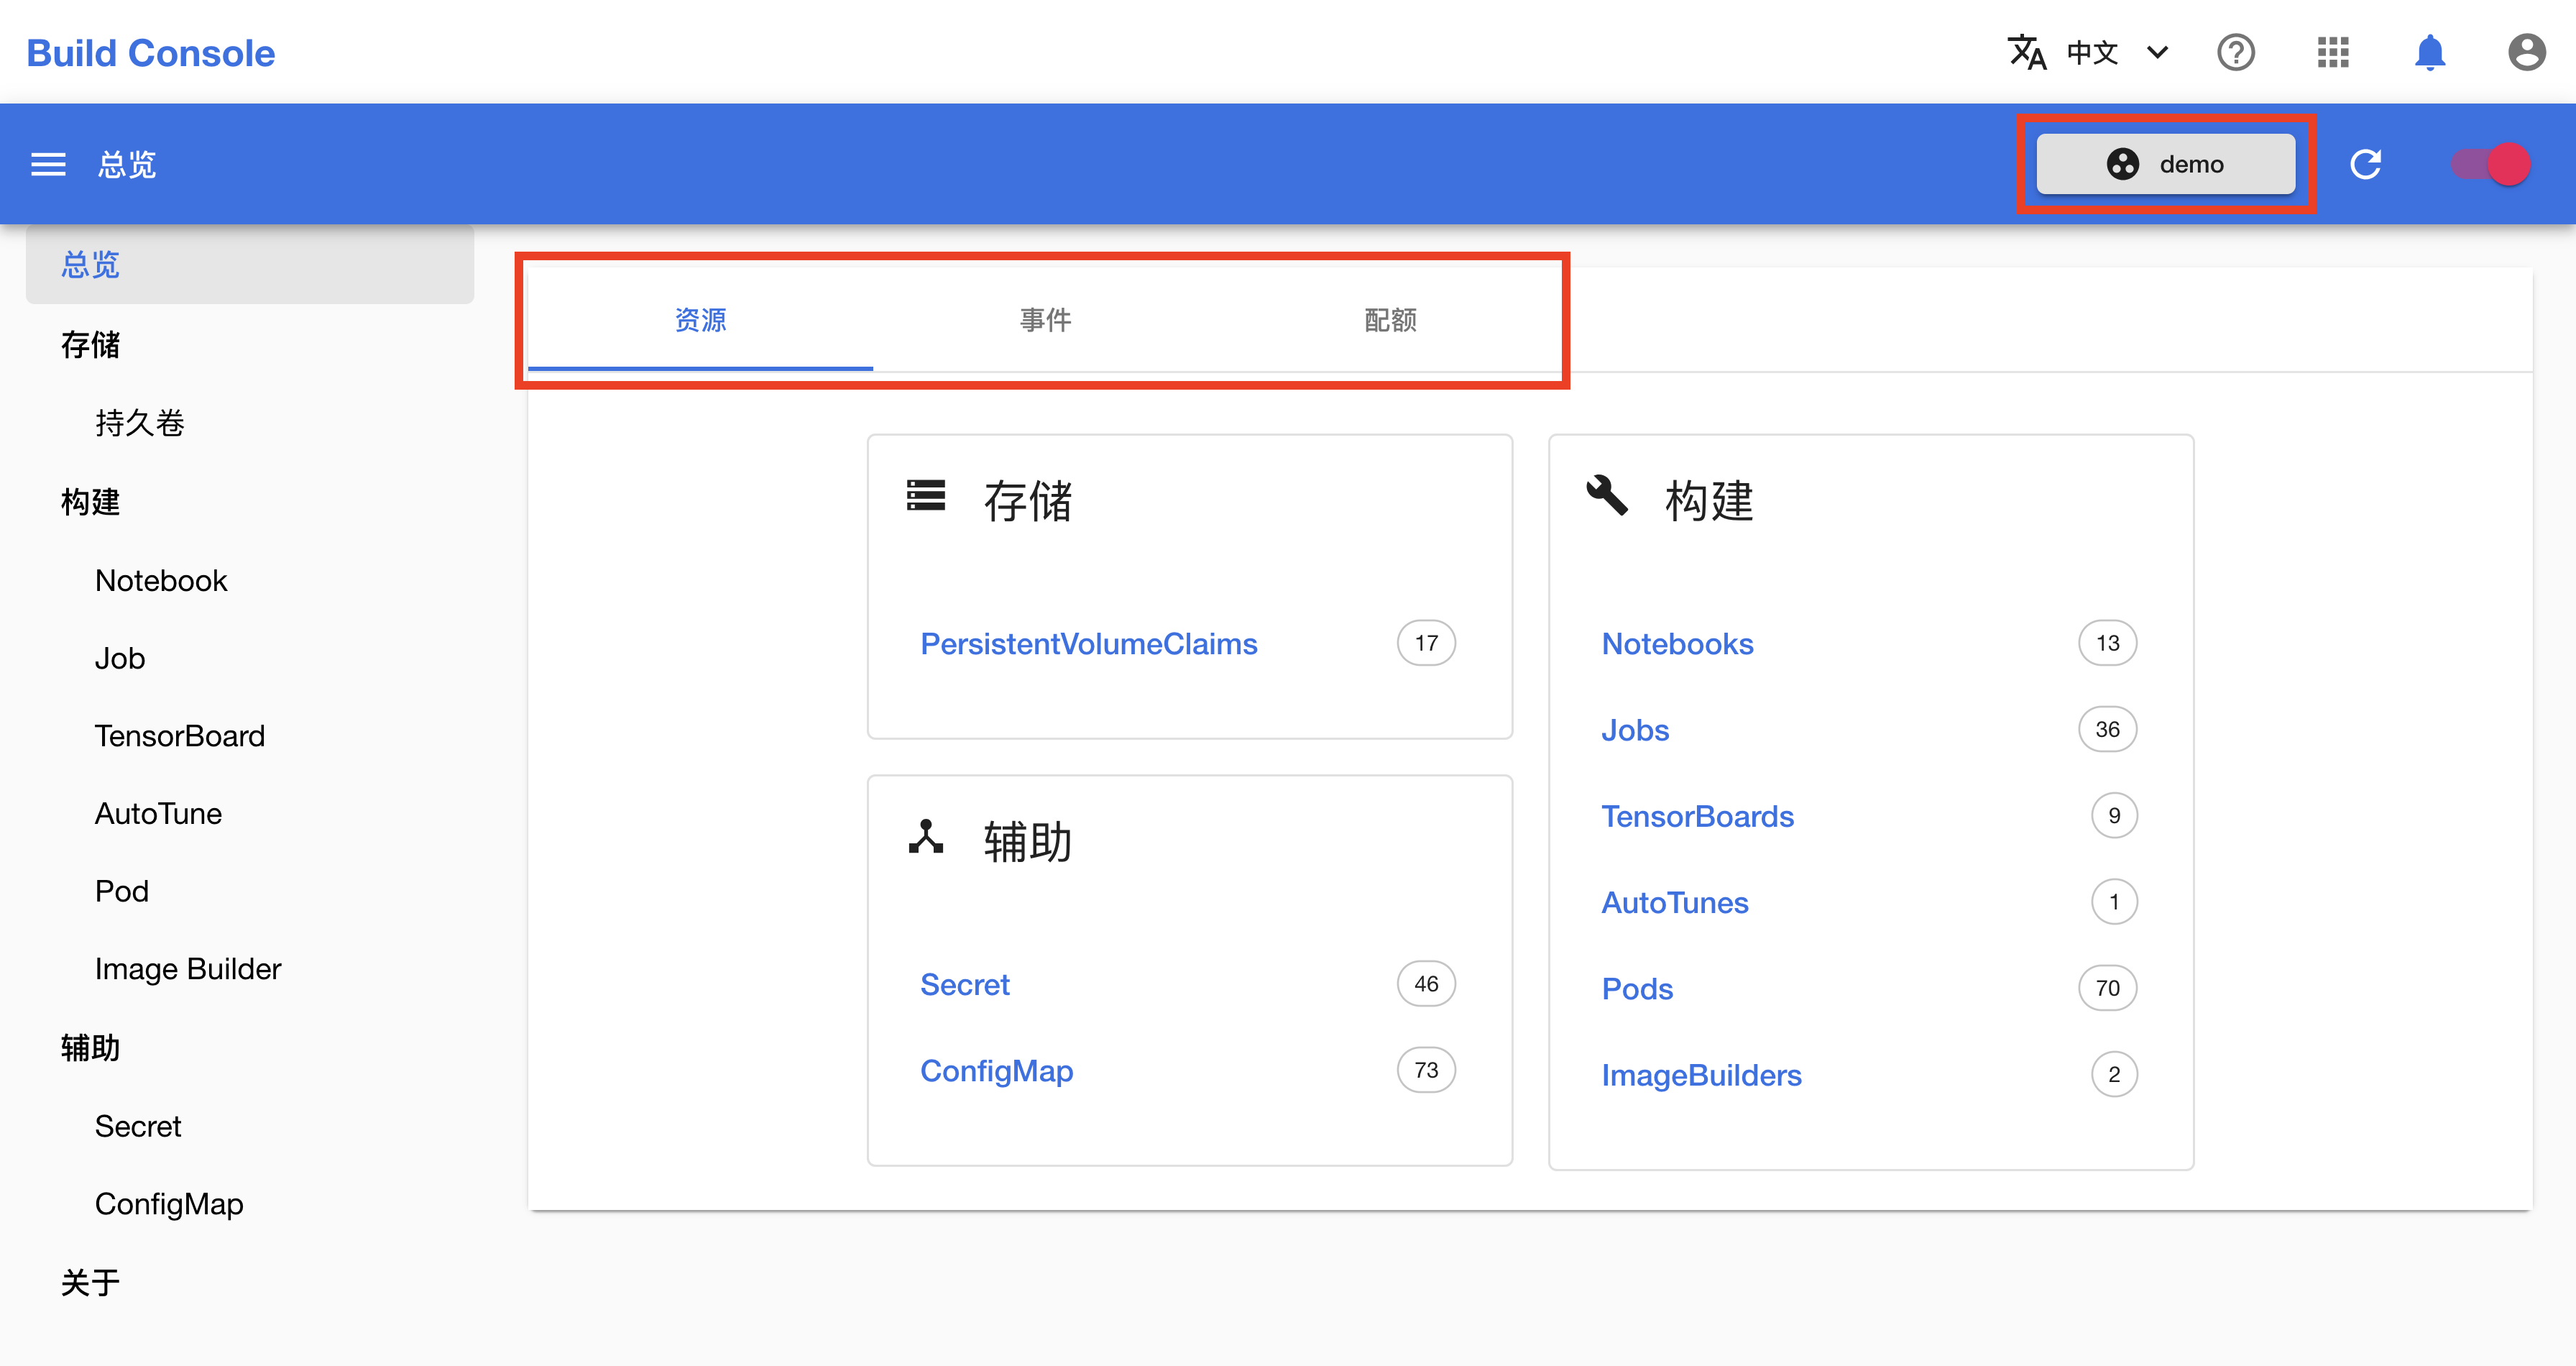 Build Console
中文
总览
demo
总览
存储
持久卷
构建
Notebook
Job
TensorBoard
AutoTune
Pod
Image Builder
辅助
Secret
ConfigMap
关于
资源
事件
配额
存储
PersistentVolumeClaims 17
辅助
Secret 46
ConfigMap 73
构建
Notebooks 13
Jobs 36
TensorBoards 9
AutoTunes 1
Pods 70
ImageBuilders 2